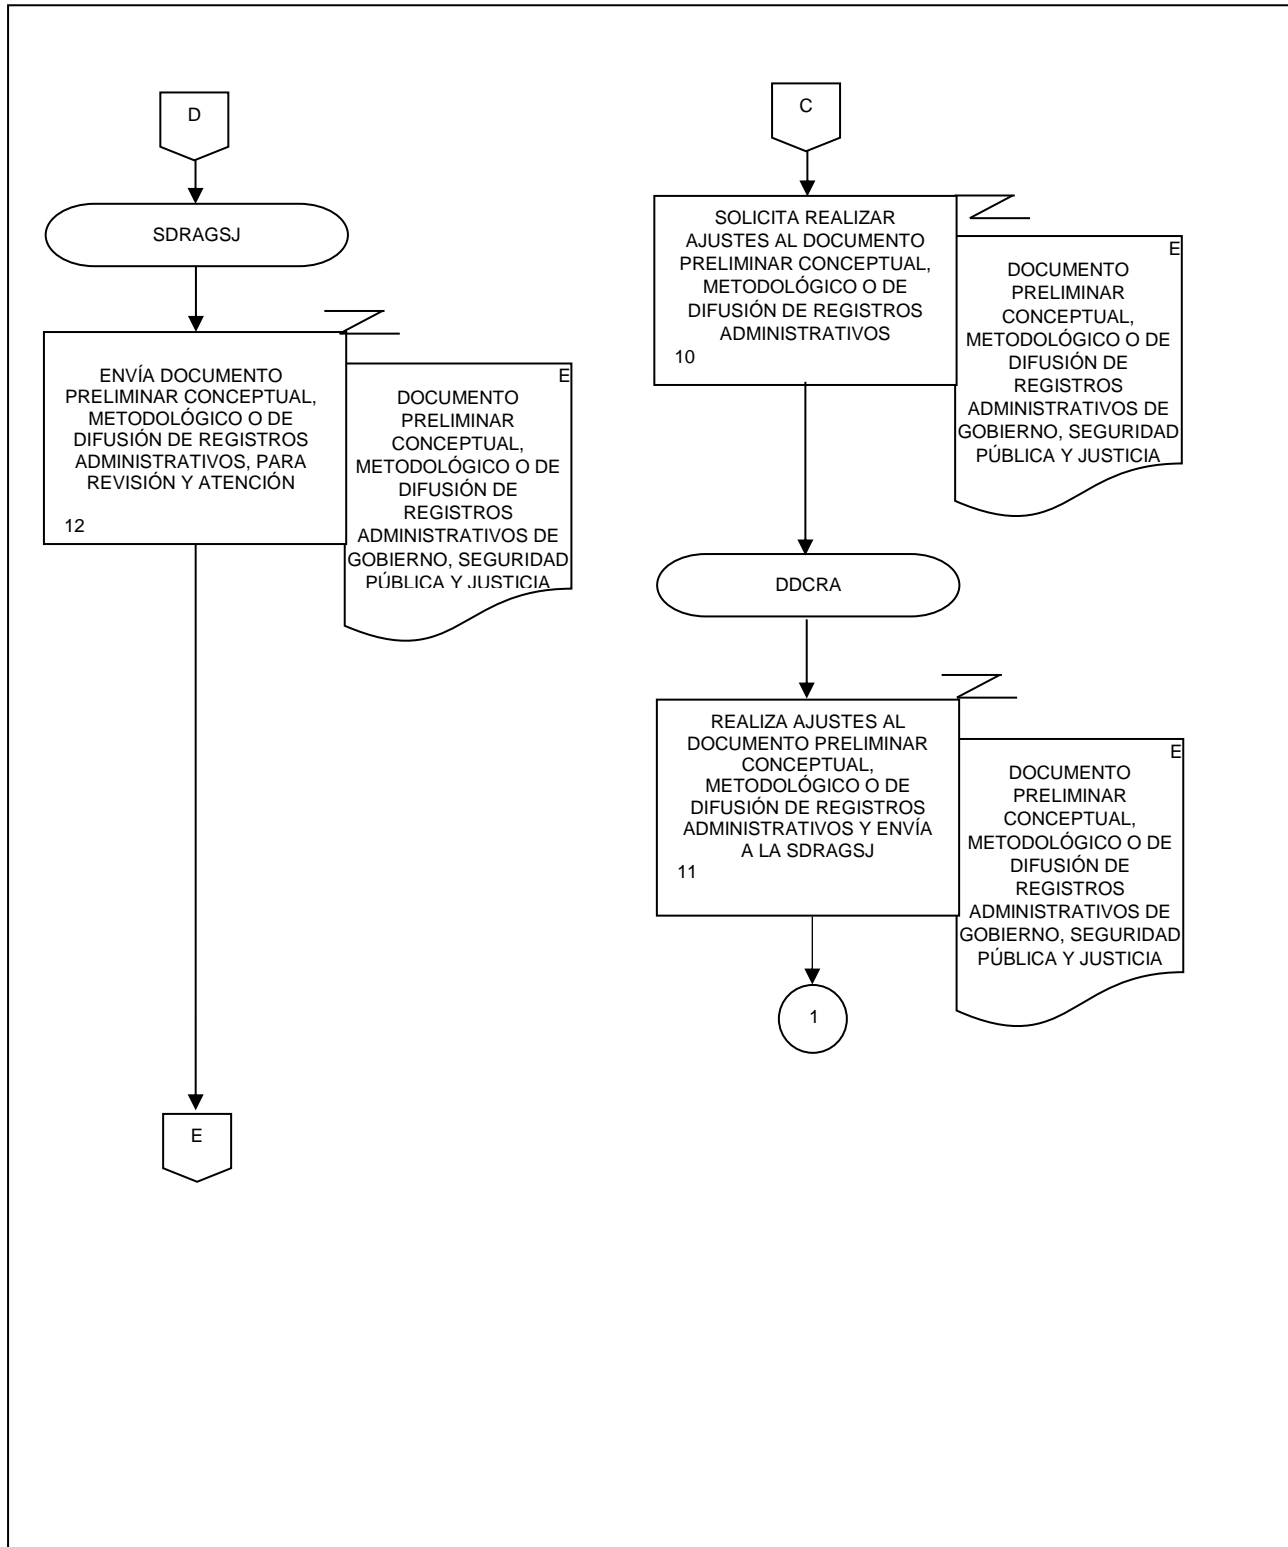 D
SDRAGSJ
ENVÍA DOCUMENTO
PRELIMINAR CONCEPTUAL,
METODOLÓGICO O DE
DIFUSIÓN DE REGISTROS
ADMINISTRATIVOS, PARA
REVISIÓN Y ATENCIÓN
12
E
DOCUMENTO
PRELIMINAR
CONCEPTUAL,
METODOLÓGICO O DE
DIFUSIÓN DE
REGISTROS
ADMINISTRATIVOS DE
GOBIERNO, SEGURIDAD
PÚBLICA Y JUSTICIA
E
C
SOLICITA REALIZAR
AJUSTES AL DOCUMENTO
PRELIMINAR CONCEPTUAL,
METODOLÓGICO O DE
DIFUSIÓN DE REGISTROS
ADMINISTRATIVOS
10
E
DOCUMENTO
PRELIMINAR
CONCEPTUAL,
METODOLÓGICO O DE
DIFUSIÓN DE
REGISTROS
ADMINISTRATIVOS DE
GOBIERNO, SEGURIDAD
PÚBLICA Y JUSTICIA
DDCRA
REALIZA AJUSTES AL
DOCUMENTO PRELIMINAR
CONCEPTUAL,
METODOLÓGICO O DE
DIFUSIÓN DE REGISTROS
ADMINISTRATIVOS Y ENVÍA
A LA SDRAGSJ
11
E
DOCUMENTO
PRELIMINAR
CONCEPTUAL,
METODOLÓGICO O DE
DIFUSIÓN DE
REGISTROS
ADMINISTRATIVOS DE
GOBIERNO, SEGURIDAD
PÚBLICA Y JUSTICIA
1